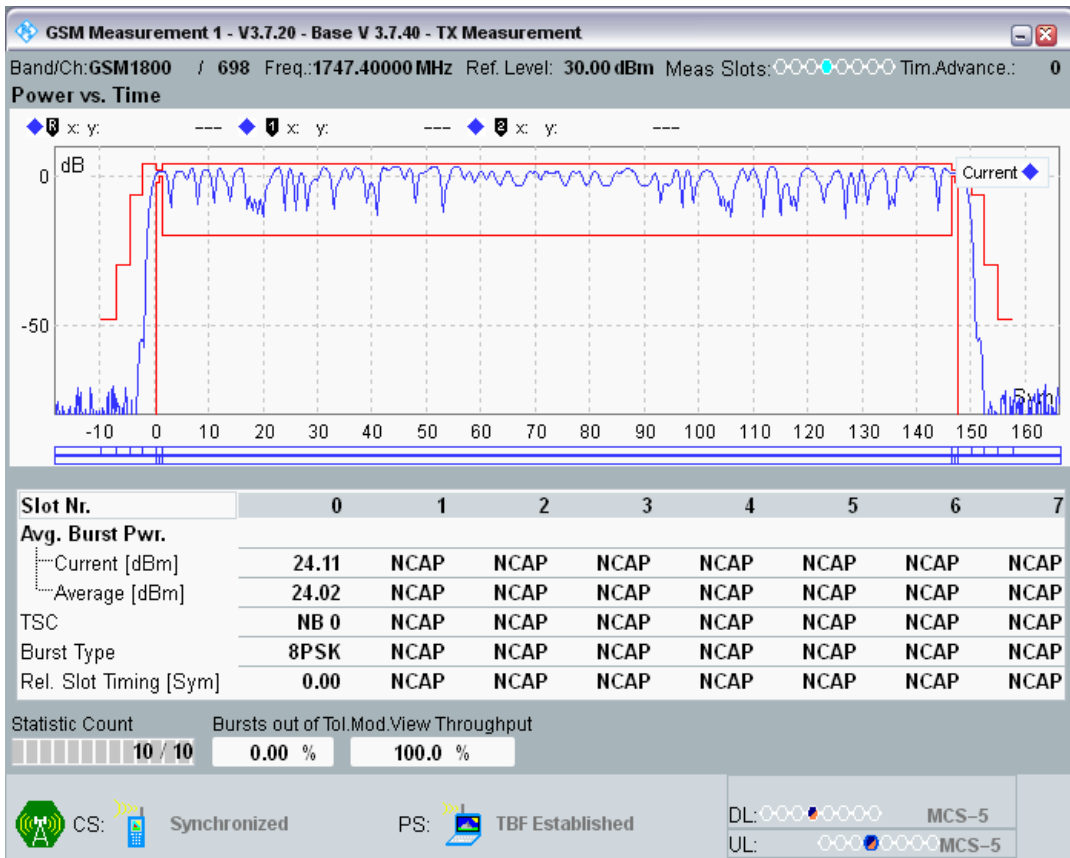 GSM Measurement 1 - V3.7.20 - Base V 3.7.40 - TX Measurement
Band/Ch:GSM1800 / 698 Freq.:1747.40000 MHz Ref. Level: 30.00 dBm Meas Slots: Tim.Advance.: 0
Power vs. Time
R x: y: --- 1 x: y: --- 2 x: y: ---
dB
Current
0
-50
Sym
-10 0 10 20 30 40 50 60 70 80 90 100 110 120 130 140 150 160
Slot Nr. 0 1 2 3 4 5 6 7
Avg. Burst Pwr.
Current [dBm] 24.11 NCAP NCAP NCAP NCAP NCAP NCAP NCAP
Average [dBm] 24.02 NCAP NCAP NCAP NCAP NCAP NCAP NCAP
TSC NB 0 NCAP NCAP NCAP NCAP NCAP NCAP NCAP
Burst Type 8PSK NCAP NCAP NCAP NCAP NCAP NCAP NCAP
Rel. Slot Timing [Sym] 0.00 NCAP NCAP NCAP NCAP NCAP NCAP NCAP
Statistic Count Bursts out of Tol.Mod.View Throughput
10 / 10 0.00 % 100.0 %
CS: Synchronized PS: TBF Established
DL: MCS-5
UL: MCS-5